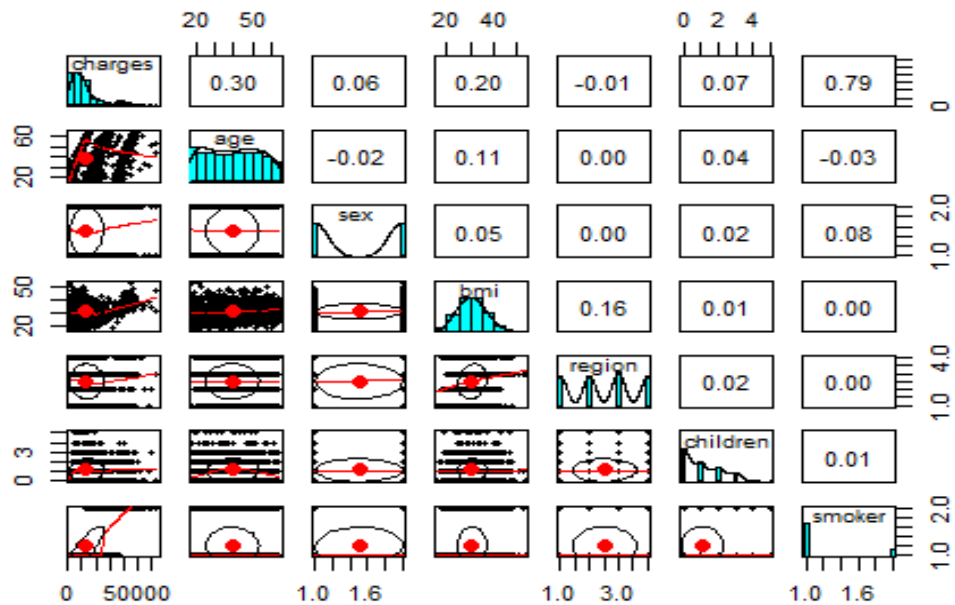 20 60 20 40 0 2 4
charges 0.30 0.06 0.20 -0.01 0.07 0.79 0
20 60 age -0.02 0.11 0.00 0.04 -0.03
sex 0.05 0.00 0.02 0.08 1.0 2.0
20 50 bmi 0.16 0.01 0.00
region 0.02 0.00 1.0 4.0
0 3 children 0.01
smoker 1.0 2.0
0 50000 1.0 1.6 1.0 3.0 1.0 1.6